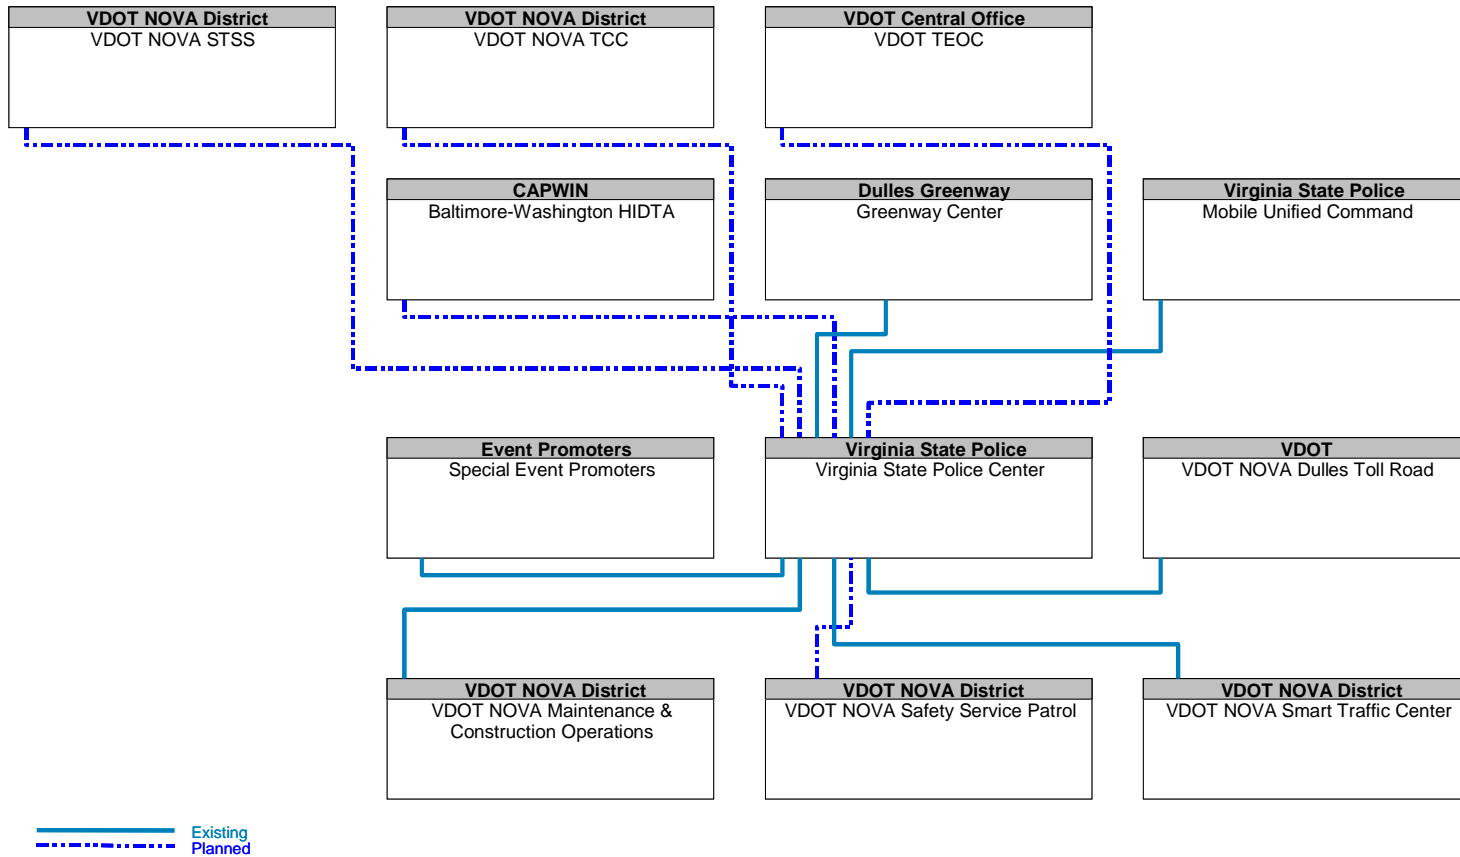 VDOT NOVA District
VDOT NOVA STSS
VDOT NOVA District
VDOT NOVA TCC
VDOT Central Office
VDOT TEOC
CAPWIN
Baltimore-Washington HIDTA
Dulles Greenway
Greenway Center
Virginia State Police
Mobile Unified Command
Event Promoters
Special Event Promoters
Virginia State Police
Virginia State Police Center
VDOT
VDOT NOVA Dulles Toll Road
VDOT NOVA District
VDOT NOVA Maintenance &
Construction Operations
VDOT NOVA District
VDOT NOVA Safety Service Patrol
VDOT NOVA District
VDOT NOVA Smart Traffic Center
Existing
Planned